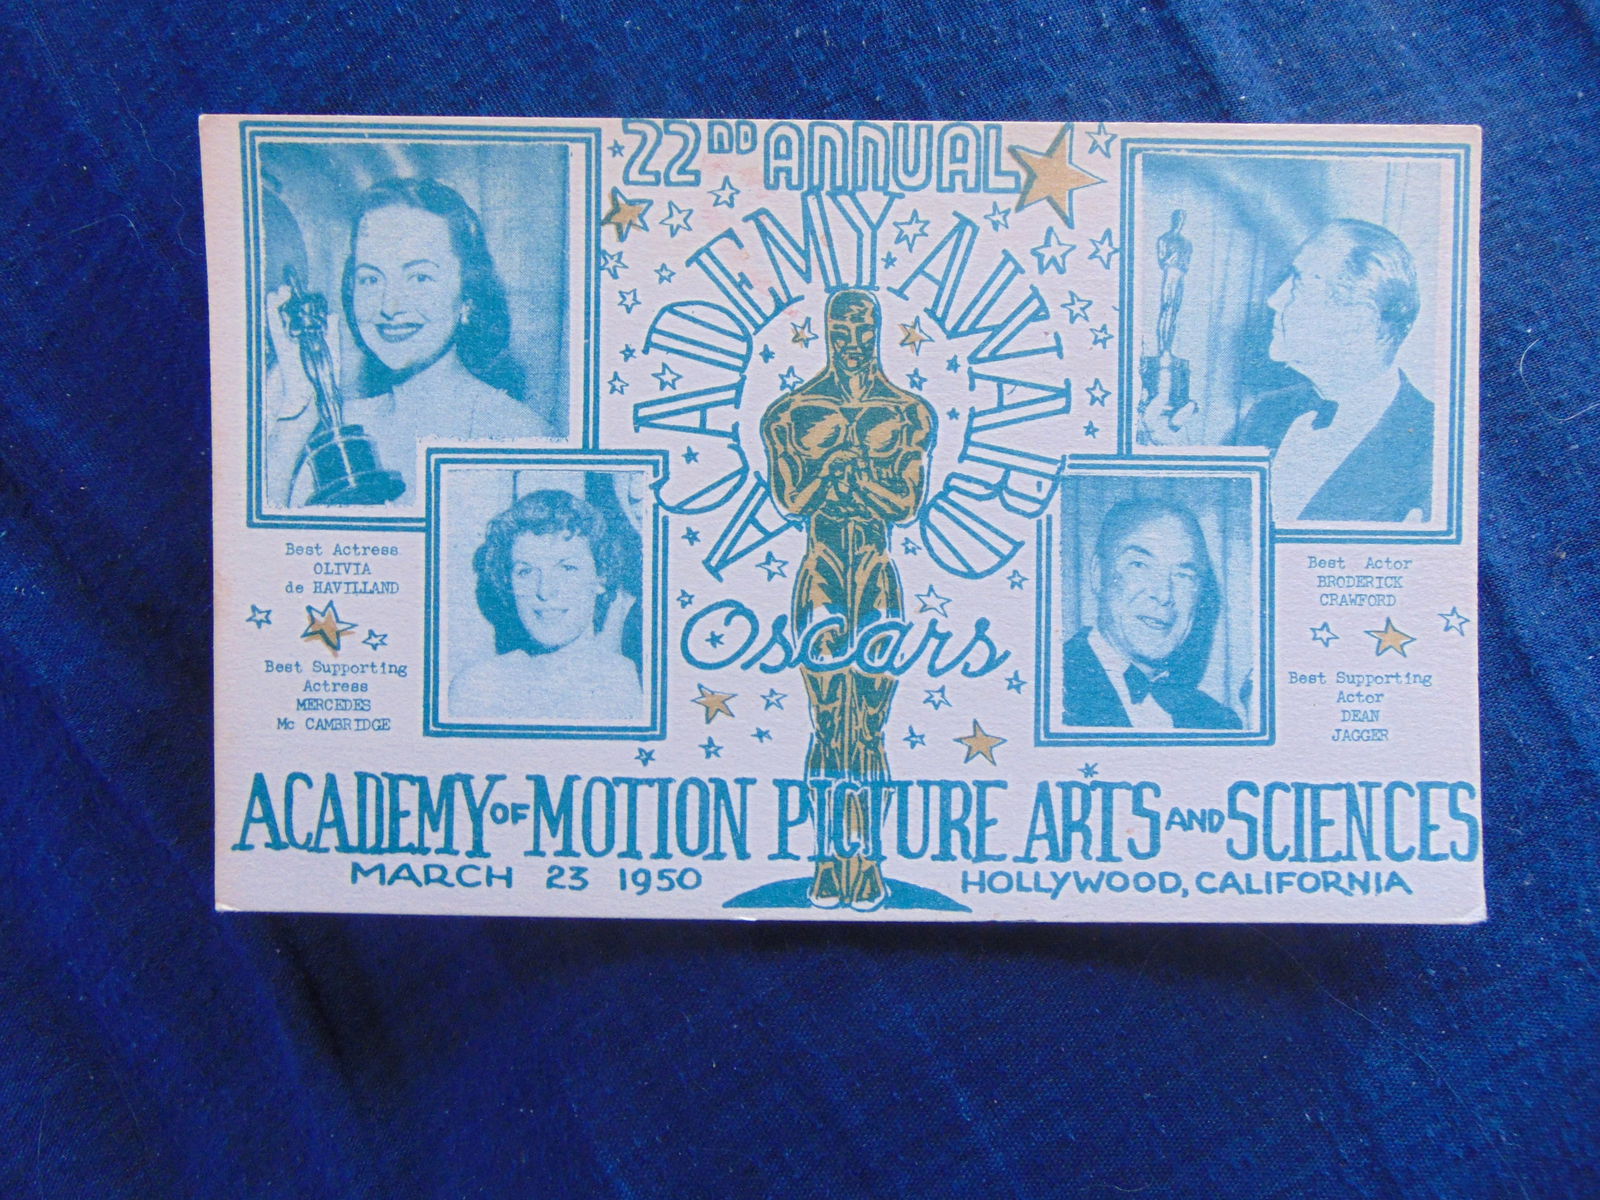 22ND ANNUAL
ACADEMY AWARD
Oscars
Best Actress
OLIVIA
de HAVILLAND
Best Supporting
Actress
MERCEDES
Mc CAMBRIDGE
Best Actor
BRODERICK
CRAWFORD
Best Supporting
Actor
DEAN
JAGGER
ACADEMY OF MOTION PICTURE ARTS AND SCIENCES
MARCH 23 1950 HOLLYWOOD, CALIFORNIA